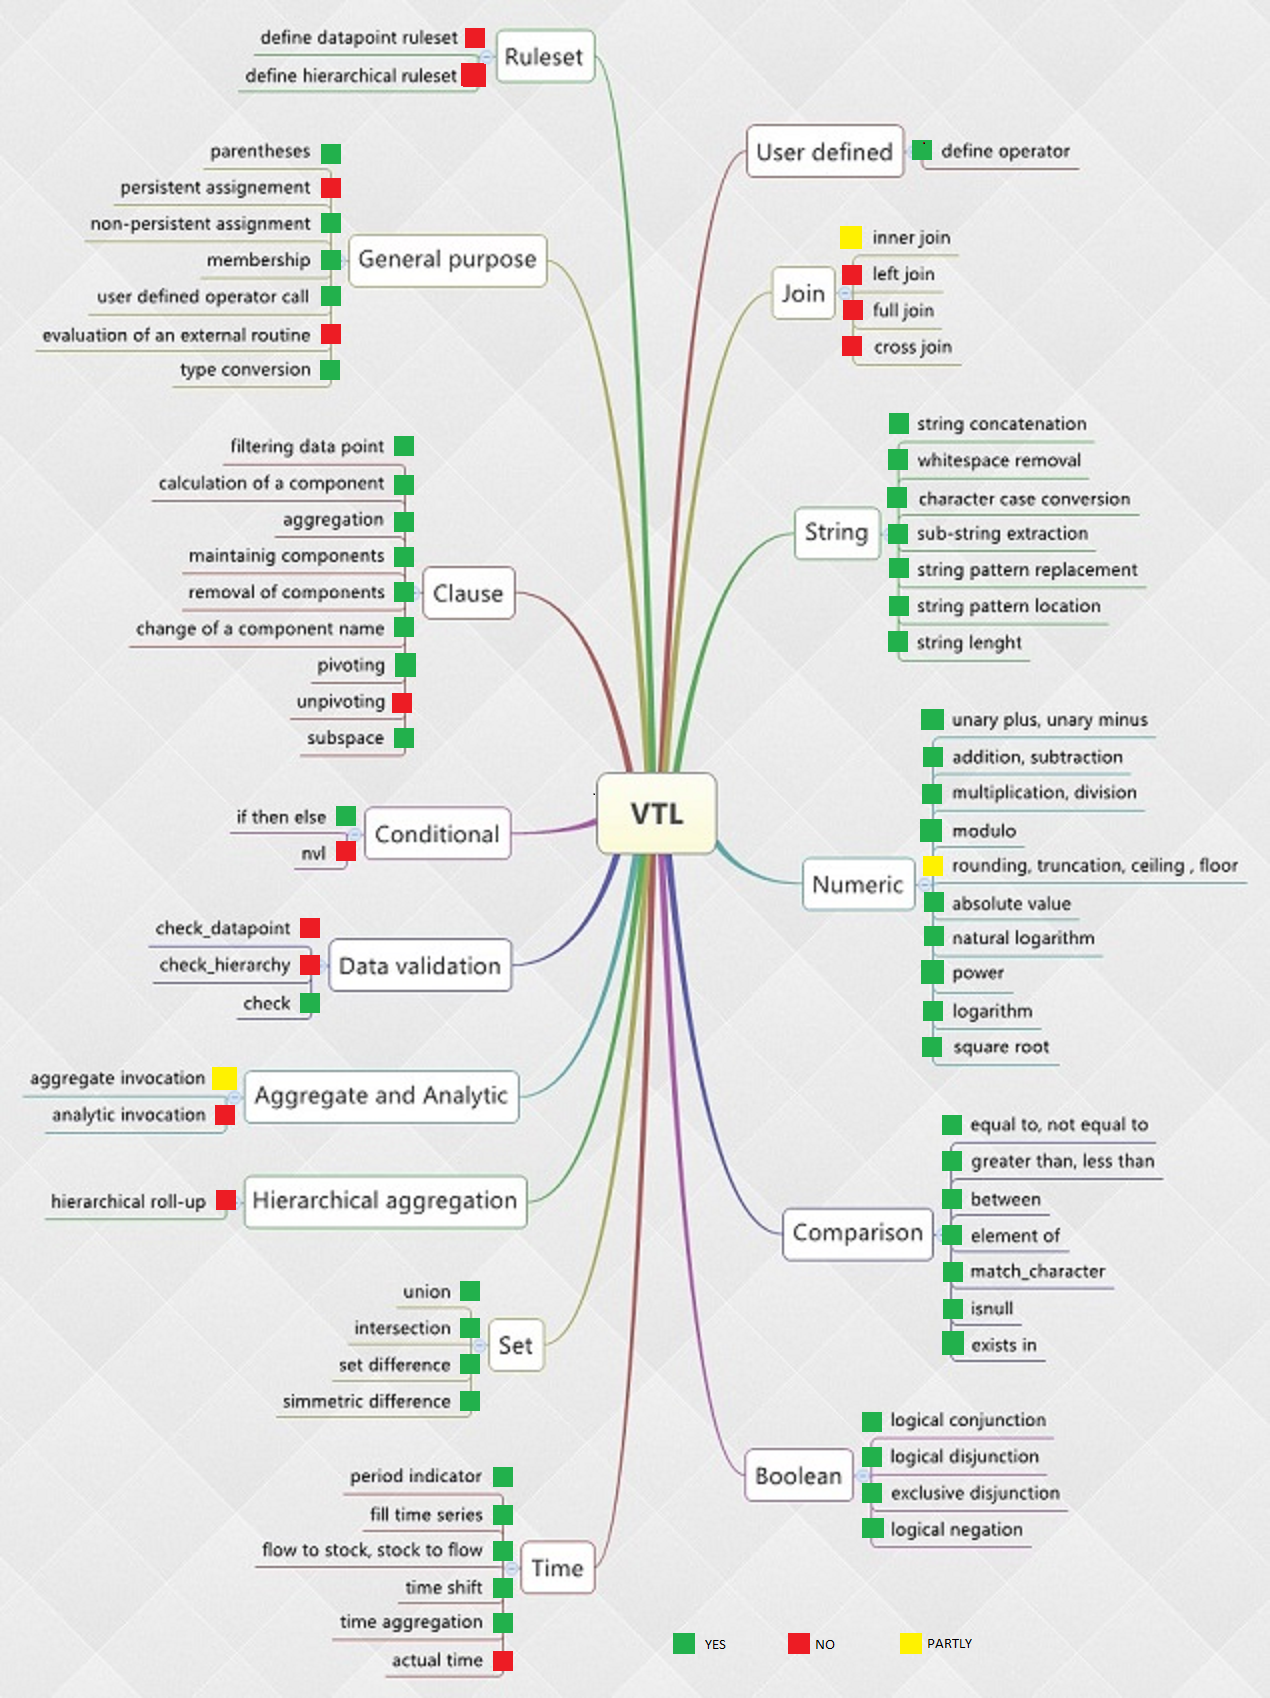 define datapoint ruleset
define hierarchical ruleset
Ruleset
parentheses
persistent assignement
non-persistent assignment
membership
user defined operator call
evaluation of an external routine
type conversion
General purpose
filtering data point
calculation of a component
aggregation
maintainig components
removal of components
change of a component name
pivoting
unpivoting
subspace
Clause
if then else
nvl
Conditional
check_datapoint
check_hierarchy
check
Data validation
aggregate invocation
analytic invocation
Aggregate and Analytic
hierarchical roll-up
Hierarchical aggregation
union
intersection
set difference
simmetric difference
Set
period indicator
fill time series
flow to stock, stock to flow
time shift
time aggregation
actual time
Time
VTL
User defined
define operator
Join
inner join
left join
full join
cross join
String
string concatenation
whitespace removal
character case conversion
sub-string extraction
string pattern replacement
string pattern location
string lenght
Numeric
unary plus, unary minus
addition, subtraction
multiplication, division
modulo
rounding, truncation, ceiling , floor
absolute value
natural logarithm
power
logarithm
square root
Comparison
equal to, not equal to
greater than, less than
between
element of
match_character
isnull
exists in
Boolean
logical conjunction
logical disjunction
exclusive disjunction
logical negation
YES
NO
PARTLY